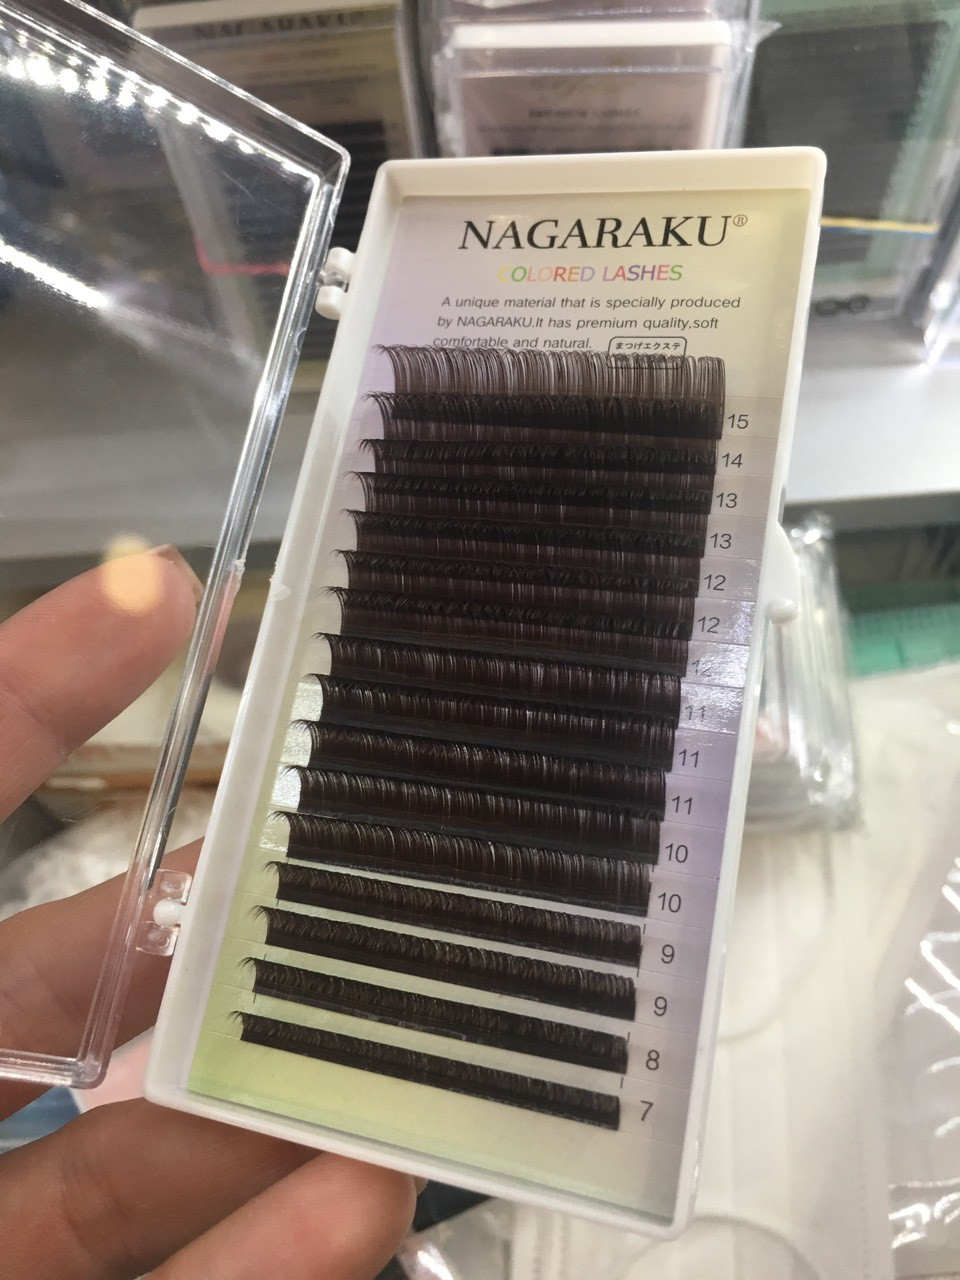 NAGARAKU
NAGARAKU®
COLORED LASHES
A unique material that is specially produced
by NAGARAKU.It has premium quality,soft
comfortable and natural. まつげエクステ
15
14
13
13
12
12
12
11
11
11
10
10
9
9
8
7